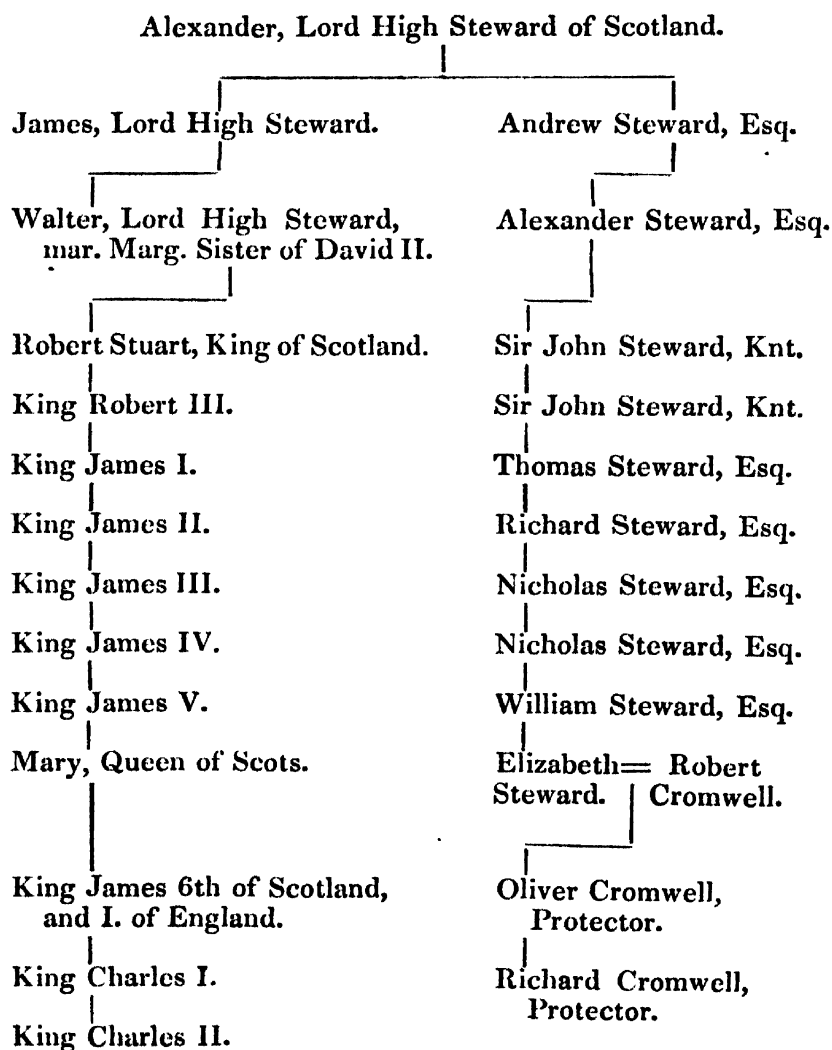 Alexander, Lord High Steward of Scotland.
James, Lord High Steward.
Andrew Steward, Esq.
Walter, Lord High Steward,
mar. Marg. Sister of David II.
Alexander Steward, Esq.
Robert Stuart, King of Scotland.
Sir John Steward, Knt.
King Robert III.
Sir John Steward, Knt.
King James I.
Thomas Steward, Esq.
King James II.
Richard Steward, Esq.
King James III.
Nicholas Steward, Esq.
King James IV.
Nicholas Steward, Esq.
King James V.
William Steward, Esq.
Mary, Queen of Scots.
Elizabeth= Robert
Steward. Cromwell.
King James 6th of Scotland,
and I. of England.
Oliver Cromwell,
Protector.
King Charles I.
Richard Cromwell,
Protector.
King Charles II.